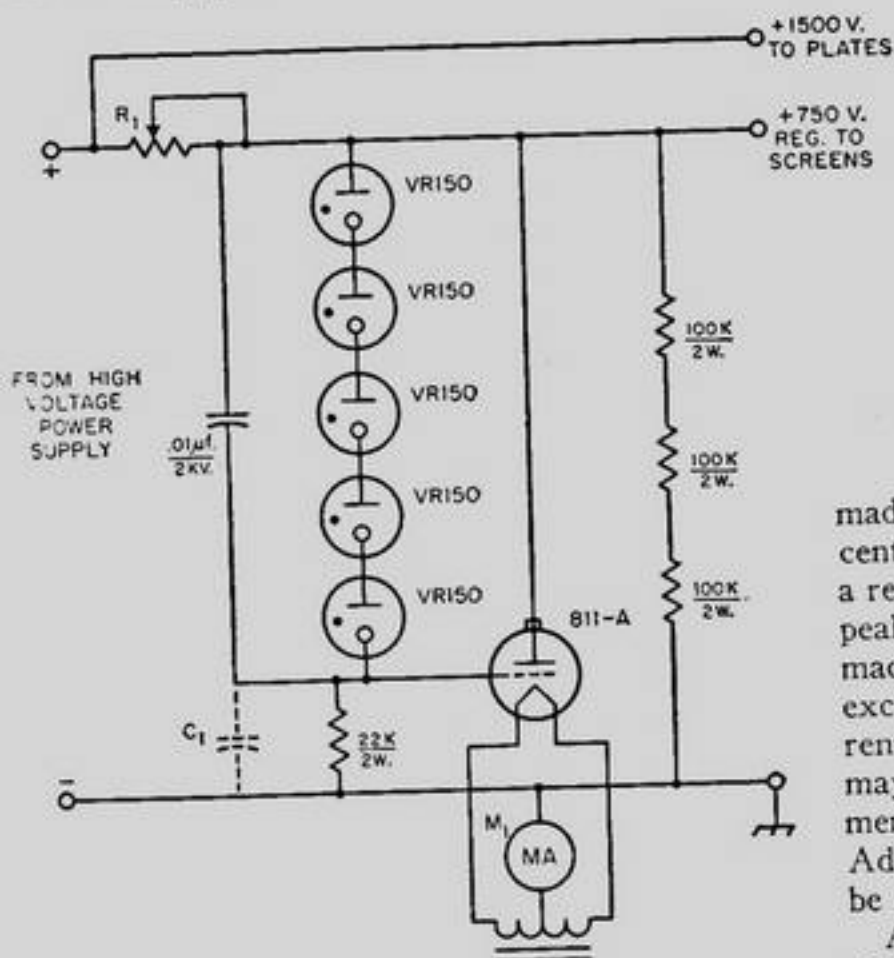 +1500 V.
TO PLATES
R1
+
+750 V.
REG. TO
SCREENS
VR150
VR150
VR150
VR150
VR150
FROM HIGH
VOLTAGE
POWER
SUPPLY
.01µf.
2KV.
100K
2W.
100K
2W.
100K
2W.
811-A
C1
22K
2W.
–
M1
MA
mad
cent
a re
peal
mac
exc
ren
may
mer
Ad
be
A